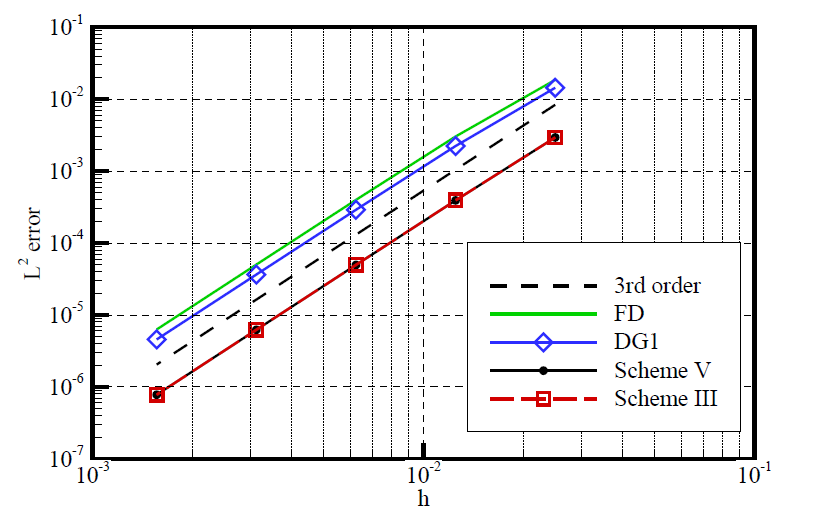 10⁻¹
10⁻²
10⁻³
10⁻⁴
10⁻⁵
10⁻⁶
10⁻⁷
L² error
3rd order
FD
DG1
Scheme V
Scheme III
10⁻³
10⁻²
10⁻¹
h